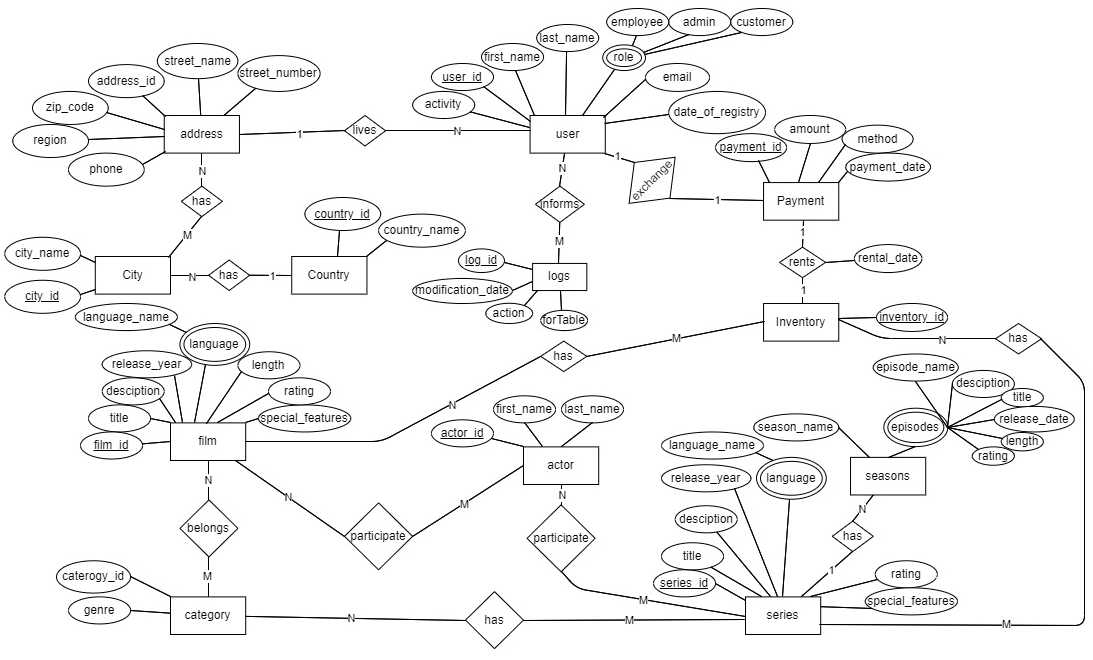 employee
admin
customer
last_name
role
first_name
street_name
street_number
address_id
user_id
email
zip_code
activity
date_of_registry
region
address
1
lives
N
user
amount
method
payment_id
payment_date
phone
N
N
1
exchange
1
Payment
has
informs
country_id
country_name
M
M
1
rents
rental_date
city_name
City
N
has
1
Country
log_id
logs
modification_date
city_id
1
action
forTable
language_name
inventory_id
Inventory
language
M
N
has
has
release_year
length
episode_name
desciption
desciption
rating
title
title
special_features
N
first_name
last_name
release_date
film_id
film
actor_id
season_name
episodes
length
rating
language_name
actor
seasons
release_year
language
N
N
M
N
N
desciption
belongs
participate
participate
has
title
1
M
caterogy_id
series_id
rating
special_features
M
genre
category
N
has
M
series
M